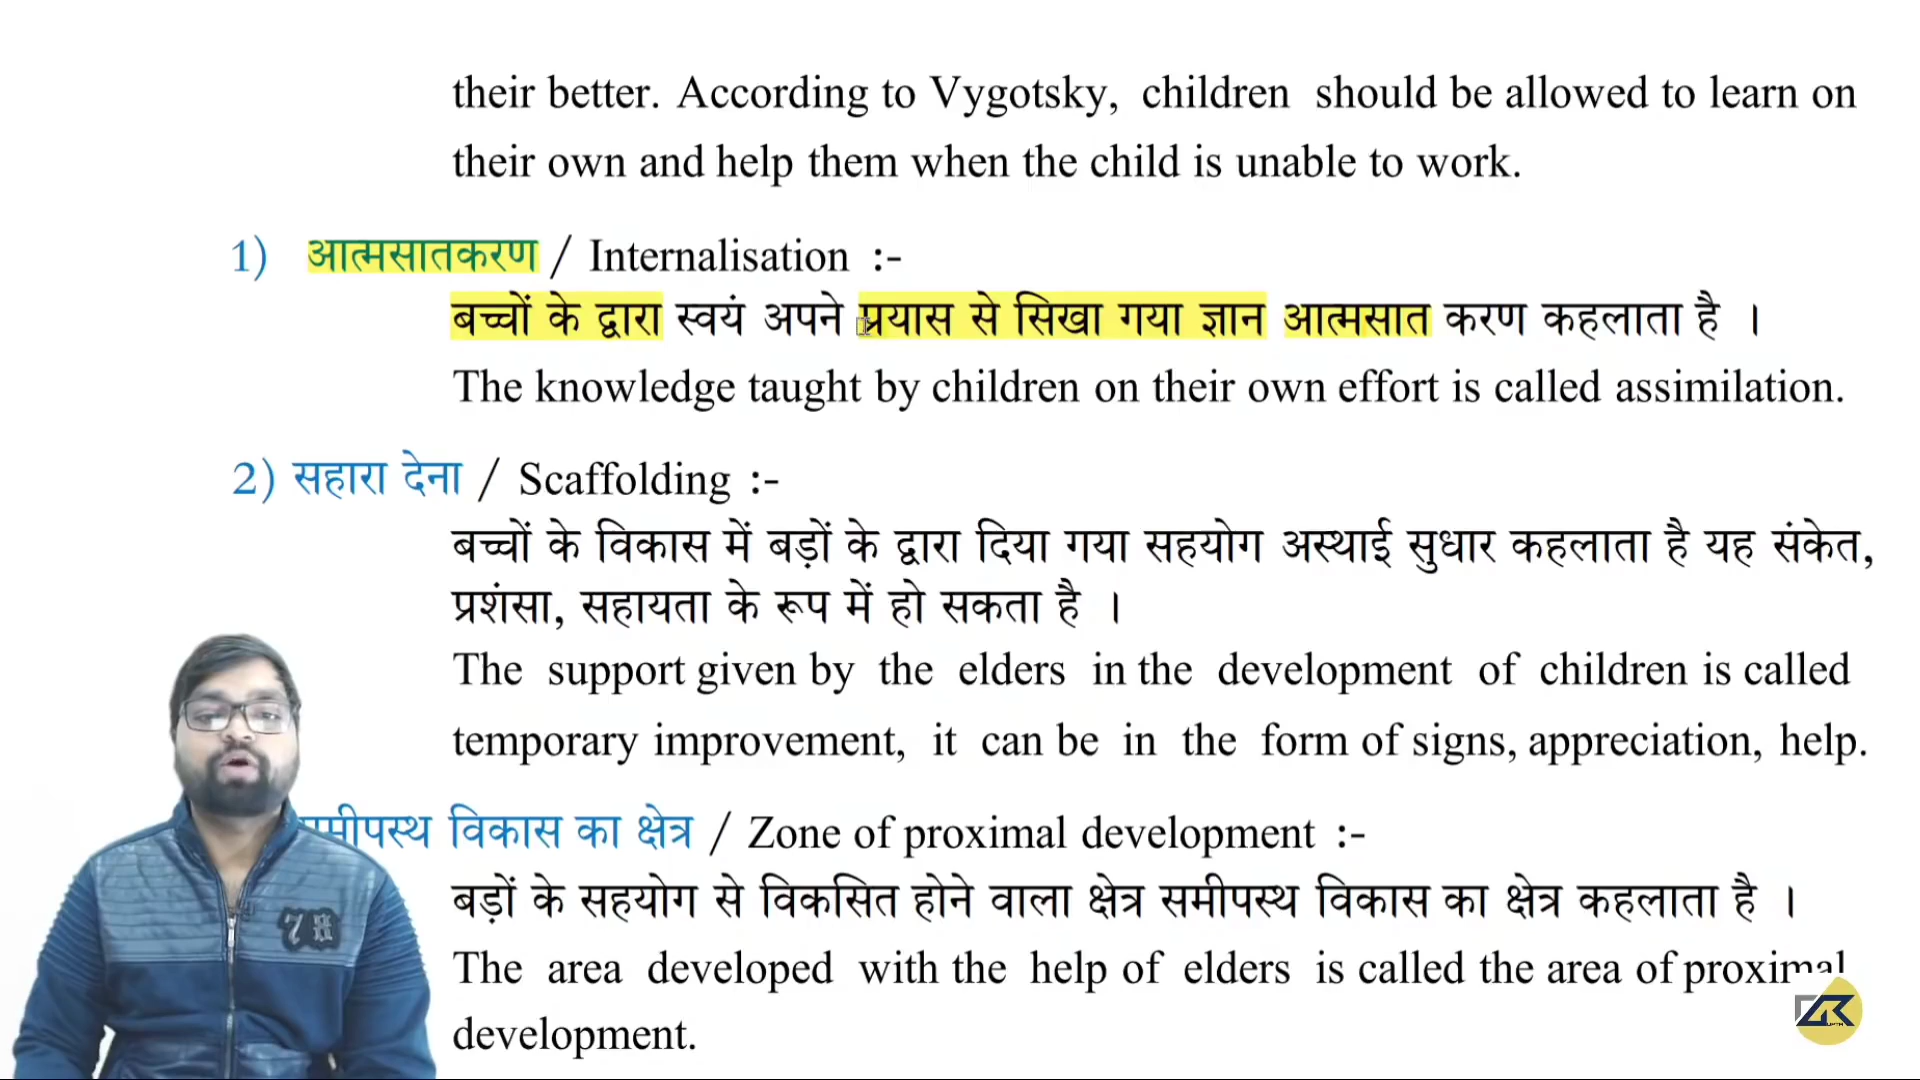 their better. According to Vygotsky, children should be allowed to learn on
their own and help them when the child is unable to work.
1) आत्मसातकरण / Internalisation :-
बच्चों के द्वारा स्वयं अपने प्रयास से सिखा गया ज्ञान आत्मसात करण कहलाता है ।
The knowledge taught by children on their own effort is called assimilation.
2) सहारा देना / Scaffolding :-
बच्चों के विकास में बड़ों के द्वारा दिया गया सहयोग अस्थाई सुधार कहलाता है यह संकेत,
प्रशंसा, सहायता के रूप में हो सकता है ।
The support given by the elders in the development of children is called
temporary improvement, it can be in the form of signs, appreciation, help.
समीपस्थ विकास का क्षेत्र / Zone of proximal development :-
बड़ों के सहयोग से विकसित होने वाला क्षेत्र समीपस्थ विकास का क्षेत्र कहलाता है ।
The area developed with the help of elders is called the area of proximal
development.
78